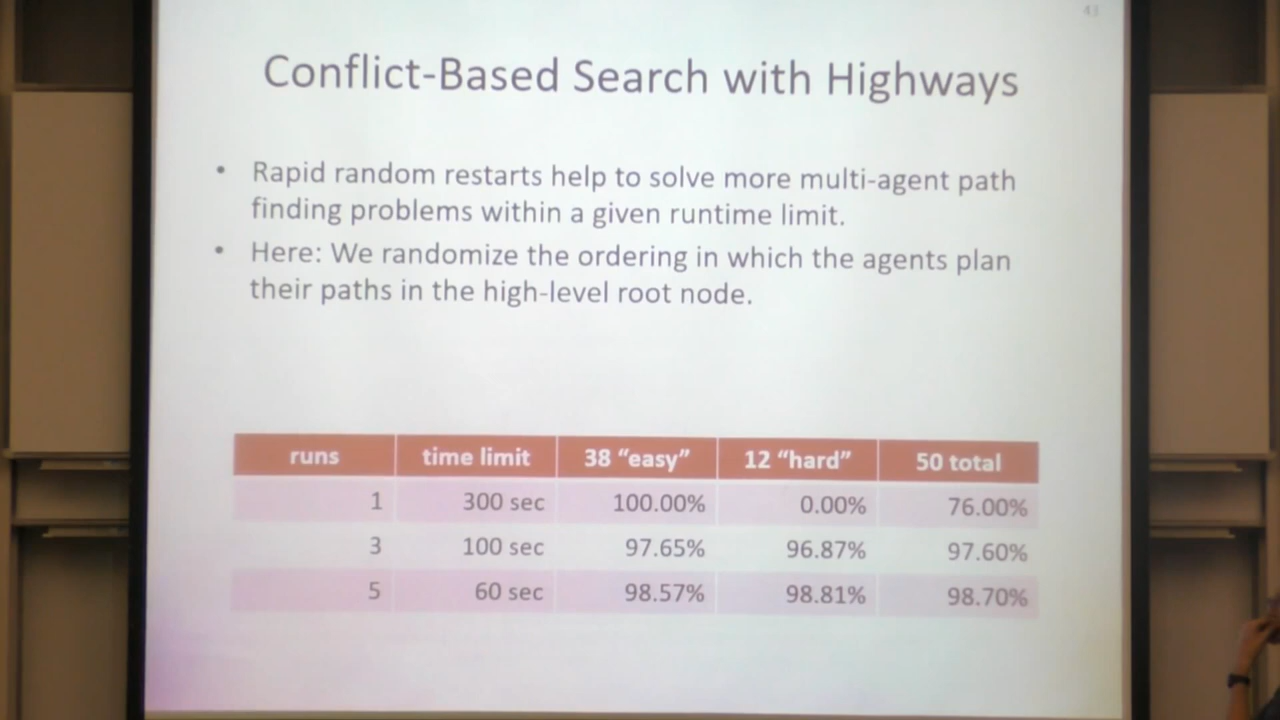 43
Conflict-Based Search with Highways
• Rapid random restarts help to solve more multi-agent path
finding problems within a given runtime limit.
• Here: We randomize the ordering in which the agents plan
their paths in the high-level root node.
runs time limit 38 “easy” 12 “hard” 50 total
1 300 sec 100.00% 0.00% 76.00%
3 100 sec 97.65% 96.87% 97.60%
5 60 sec 98.57% 98.81% 98.70%